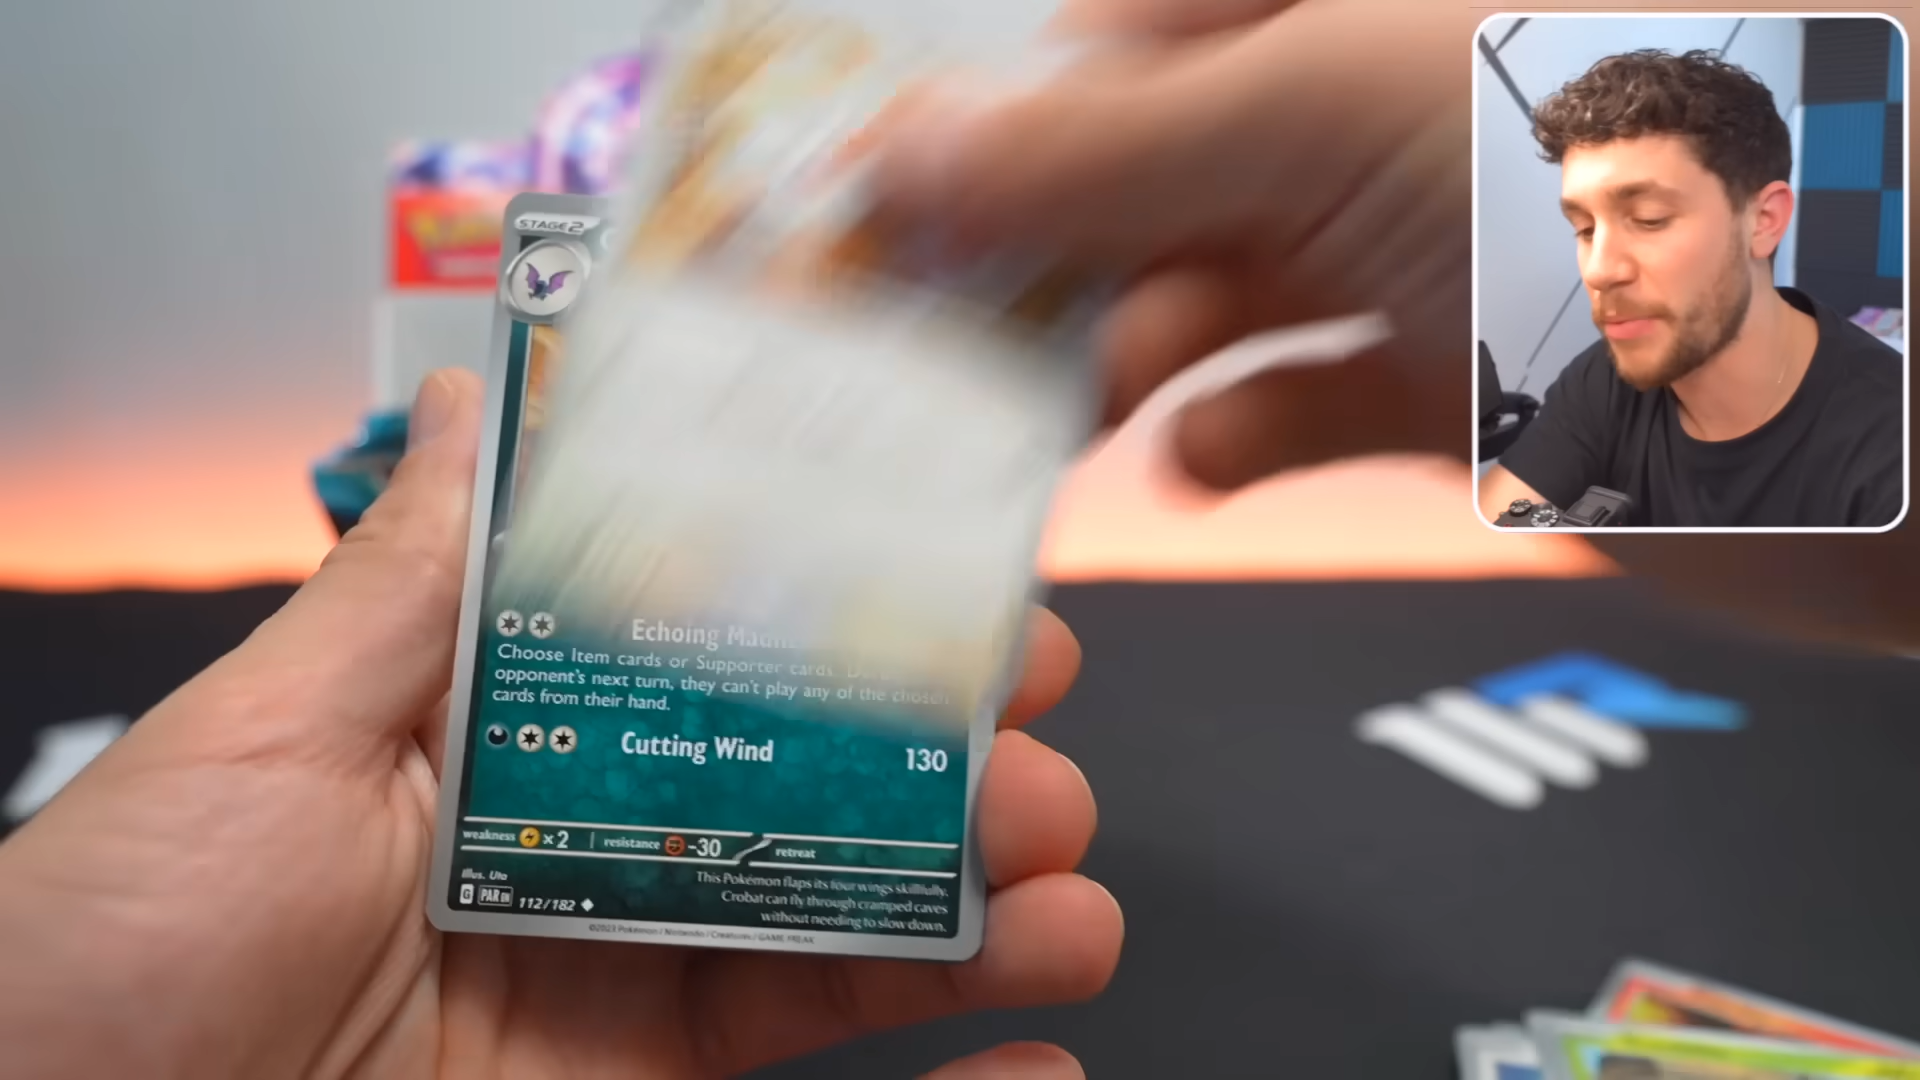 STAGE 2
Echoing Madn
Choose Item cards or Supporter cards. D
opponent's next turn, they can't play any of the chosen
cards from their hand.
Cutting Wind 130
weakness ×2 resistance -30 retreat
Illus. Uta
G PAR EN 112/182
This Pokémon flaps its four wings skillfully.
Crobat can fly through cramped caves
without needing to slow down.
©2023 Pokémon / Nintendo / Creatures / GAME FREAK